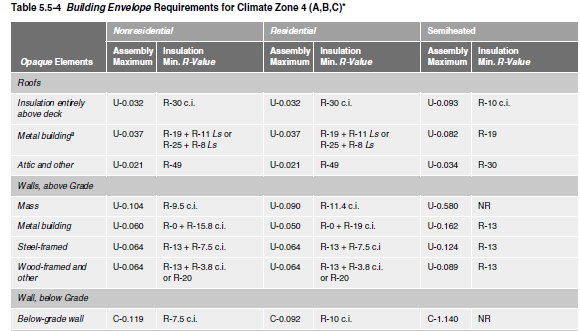 Table 5.5-4 Building Envelope Requirements for Climate Zone 4 (A,B,C)*
Nonresidential Residential Semiheated
Opaque Elements Assembly Maximum Insulation Min. R-Value Assembly Maximum Insulation Min. R-Value Assembly Maximum Insulation Min. R-Value
Roofs
Insulation entirely above deck U-0.032 R-30 c.i. U-0.032 R-30 c.i. U-0.093 R-10 c.i.
Metal buildingᵃ U-0.037 R-19 + R-11 Ls or R-25 + R-8 Ls U-0.037 R-19 + R-11 Ls or R-25 + R-8 Ls U-0.082 R-19
Attic and other U-0.021 R-49 U-0.021 R-49 U-0.034 R-30
Walls, above Grade
Mass U-0.104 R-9.5 c.i. U-0.090 R-11.4 c.i. U-0.580 NR
Metal building U-0.060 R-0 + R-15.8 c.i. U-0.050 R-0 + R-19 c.i. U-0.162 R-13
Steel-framed U-0.064 R-13 + R-7.5 c.i. U-0.064 R-13 + R-7.5 c.i U-0.124 R-13
Wood-framed and other U-0.064 R-13 + R-3.8 c.i. or R-20 U-0.064 R-13 + R-3.8 c.i. or R-20 U-0.089 R-13
Wall, below Grade
Below-grade wall C-0.119 R-7.5 c.i. C-0.092 R-10 c.i. C-1.140 NR